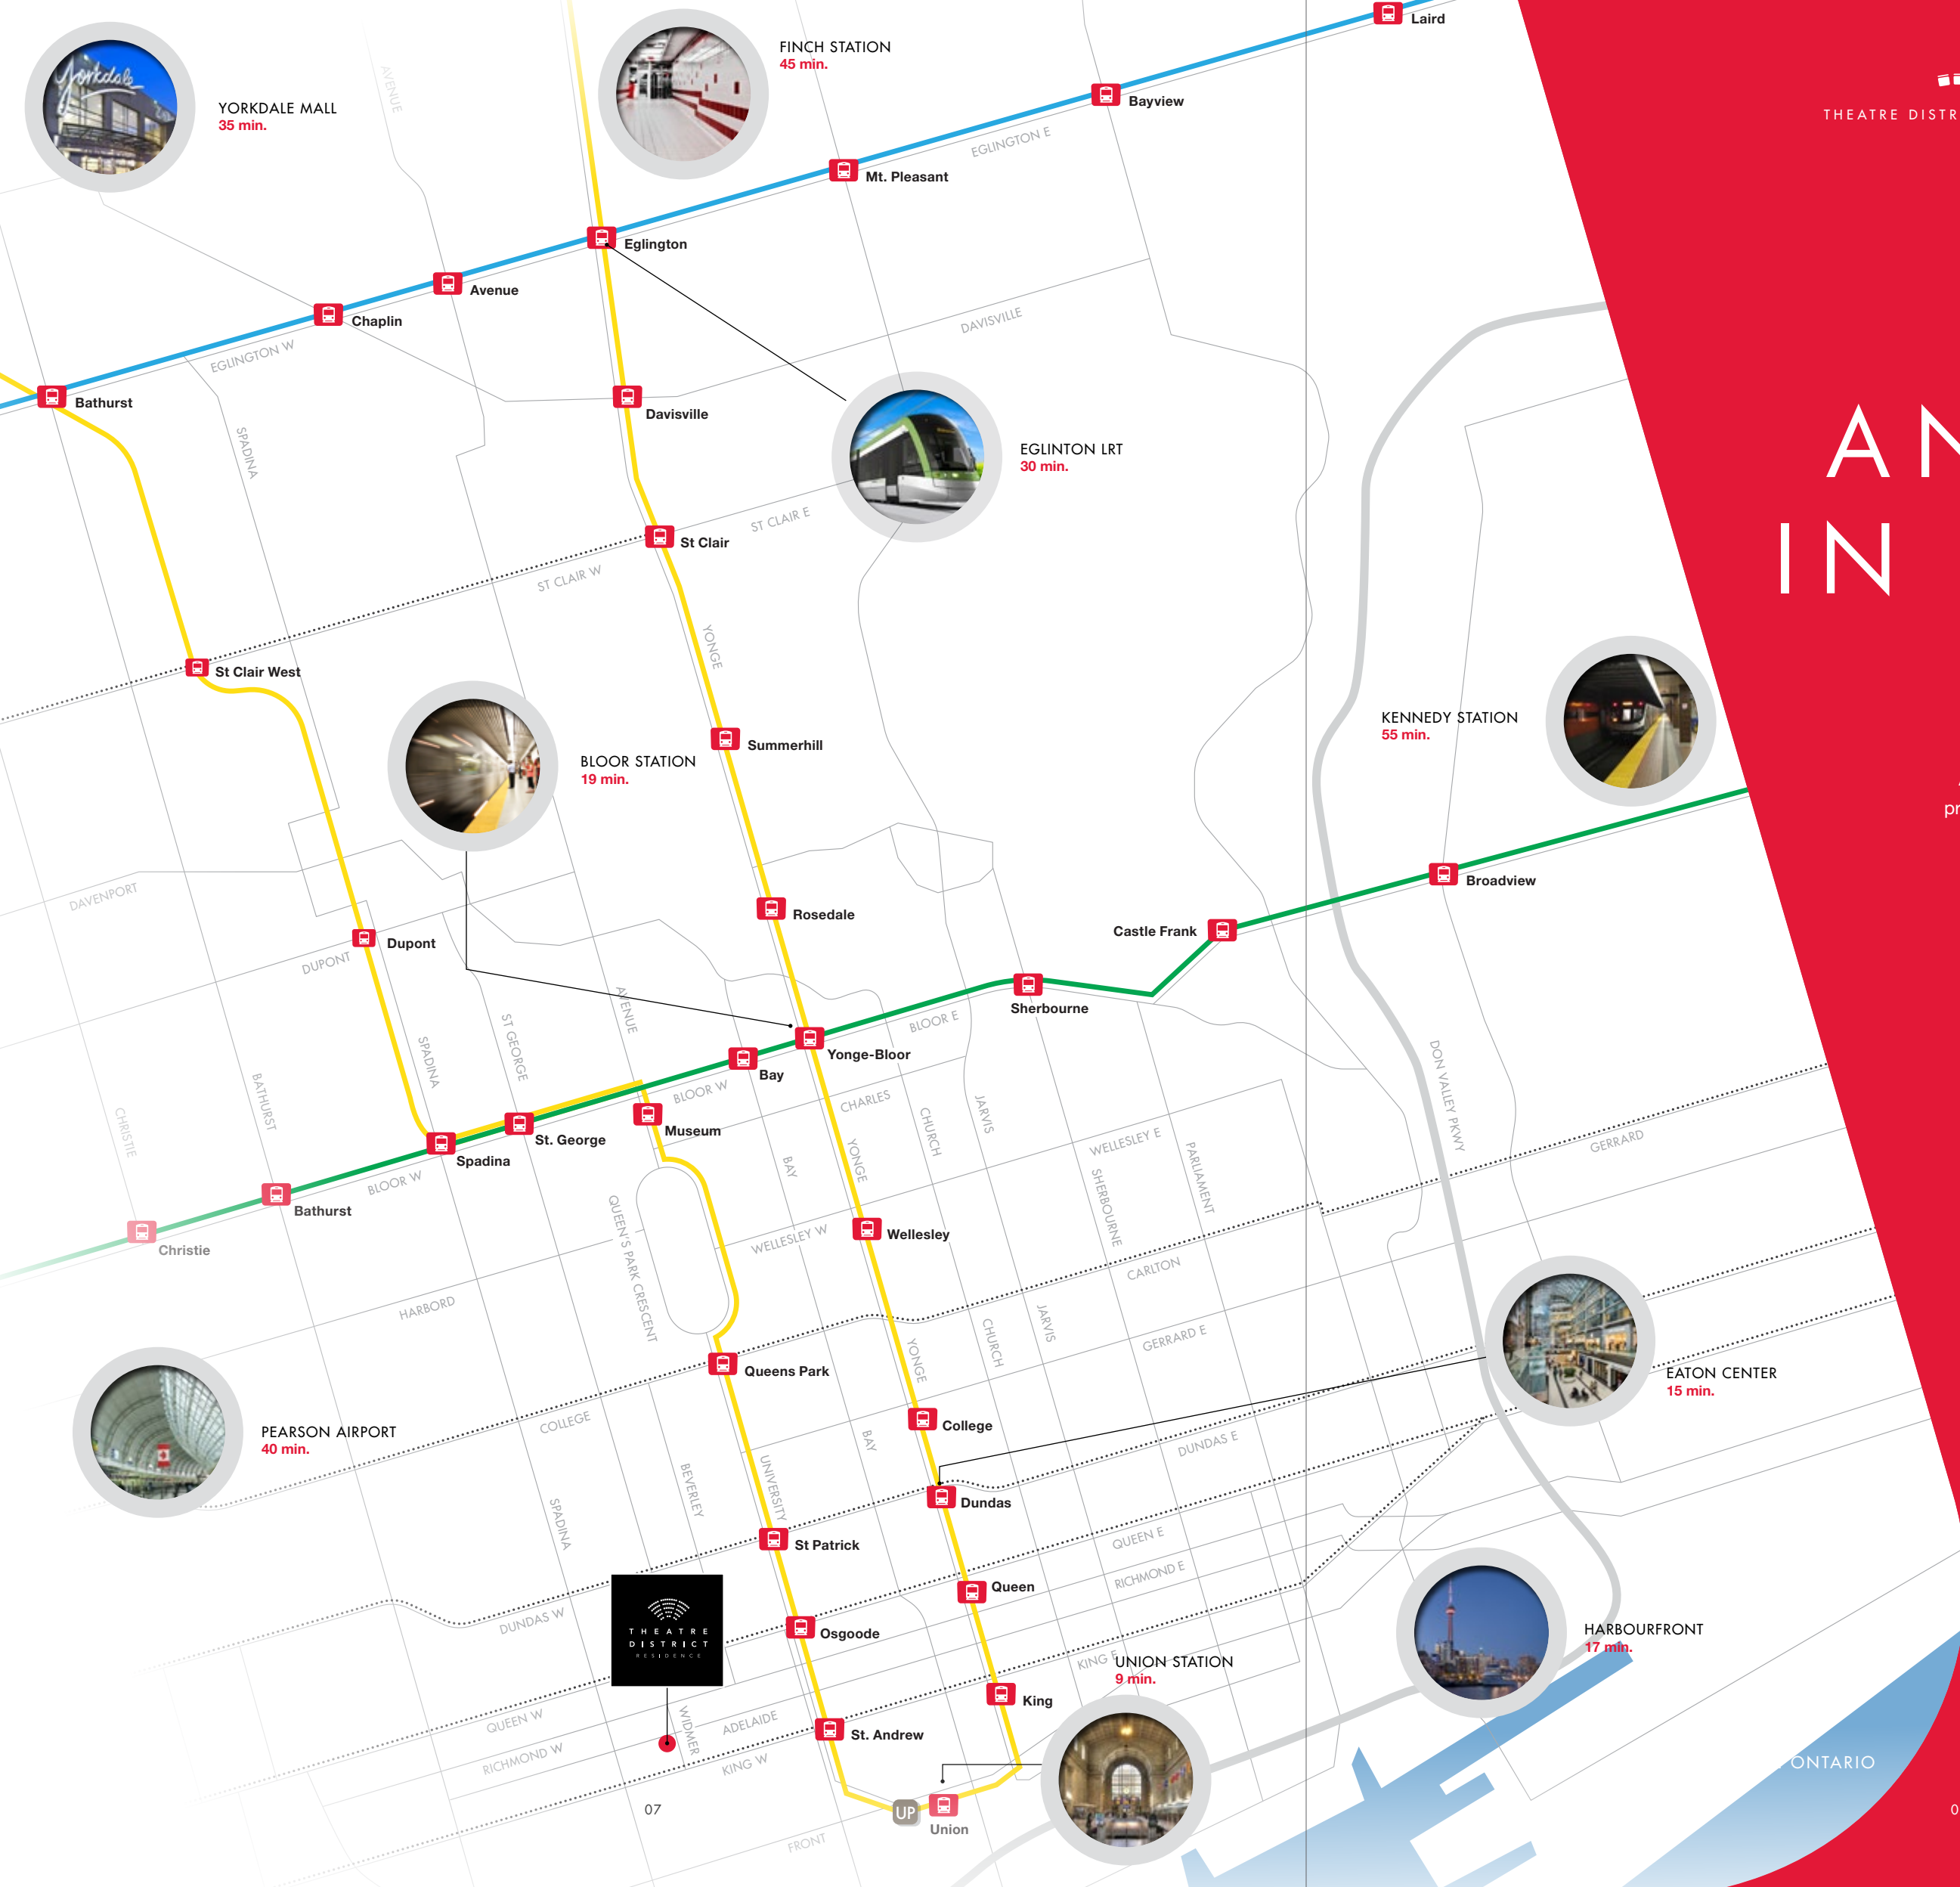 Laird
FINCH STATION
45 min.
Yorkdale
YORKDALE MALL
35 min.
AVENUE
Bayview
THEATRE DISTR
EGLINGTON E
Mt. Pleasant
Eglington
Avenue
Chaplin
DAVISVILLE
EGLINGTON W
Bathurst
Davisville
AN
SPADINA
EGLINTON LRT
30 min.
ST CLAIR E
St Clair
IN
ST CLAIR W
YONGE
St Clair West
KENNEDY STATION
55 min.
Summerhill
BLOOR STATION
19 min.
pr
Broadview
DAVENPORT
Rosedale
Castle Frank
Dupont
DUPONT
AVENUE
Sherbourne
BLOOR E
ST GEORGE
SPADINA
Yonge-Bloor
Bay
DON VALLEY PKWY
BLOOR W
CHARLES
BATHURST
CHRISTIE
CHURCH
JARVIS
Museum
St. George
WELLESLEY E
GERRARD
Spadina
YONGE
BAY
PARLIAMENT
BLOOR W
SHERBOURNE
Bathurst
QUEEN'S PARK CRESCENT
WELLESLEY W
Wellesley
Christie
CARLTON
HARBORD
JARVIS
CHURCH
GERRARD E
YONGE
Queens Park
EATON CENTER
15 min.
COLLEGE
College
PEARSON AIRPORT
40 min.
BAY
DUNDAS E
UNIVERSITY
BEVERLEY
Dundas
SPADINA
St Patrick
QUEEN E
RICHMOND E
Queen
DUNDAS W
THEATRE
DISTRICT
RESIDENCE
Osgoode
HARBOURFRONT
17 min.
KING E
UNION STATION
9 min.
King
QUEEN W
WIDMER
ADELAIDE
St. Andrew
RICHMOND W
KING W
ONTARIO
07
UP
Union
0
FRONT